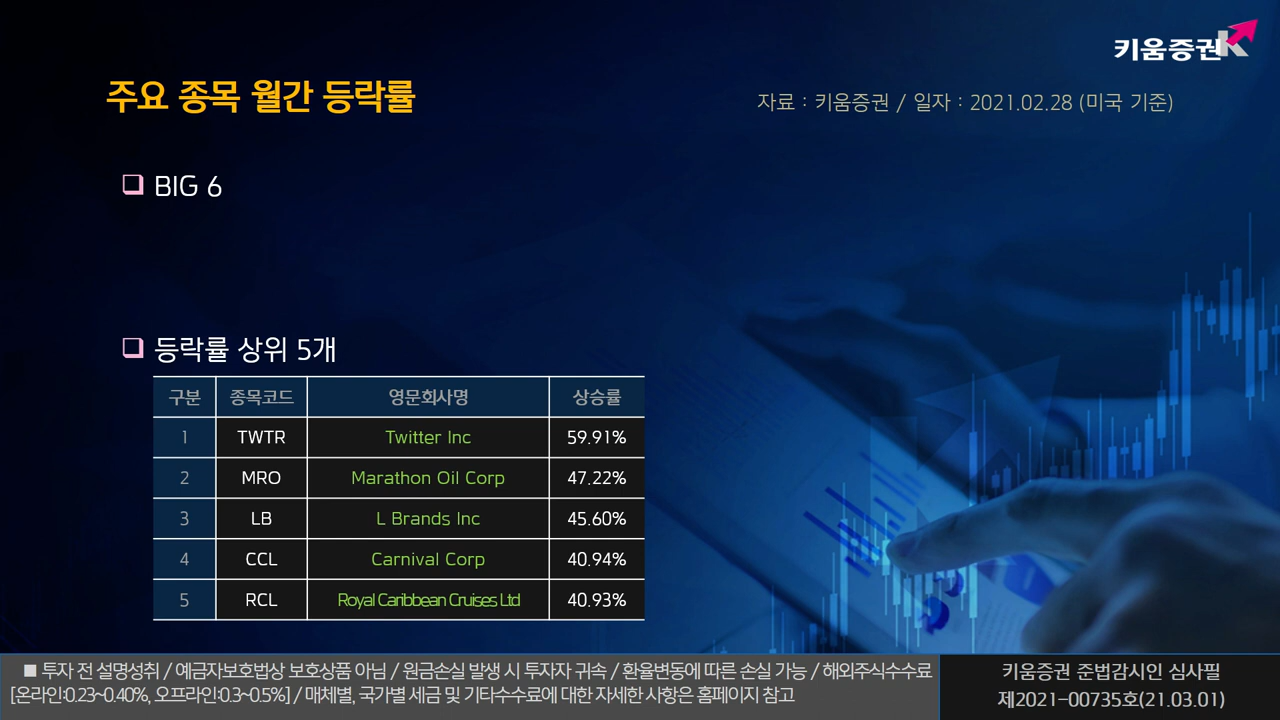 키움증권
주요 종목 월간 등락률
자료 : 키움증권 / 일자 : 2021.02.28 (미국 기준)
❑ BIG 6
❑ 등락률 상위 5개
구분 종목코드 영문회사명 상승률
1 TWTR Twitter Inc 59.91%
2 MRO Marathon Oil Corp 47.22%
3 LB L Brands Inc 45.60%
4 CCL Carnival Corp 40.94%
5 RCL Royal Caribbean Cruises Ltd 40.93%
■ 투자 전 설명성취 / 예금자보호법상 보호상품 아님 / 원금손실 발생 시 투자자 귀속 / 환율변동에 따른 손실 가능 / 해외주식수수료
[온라인:0.23~0.40%, 오프라인:0.3~0.5%] / 매체별, 국가별 세금 및 기타수수료에 대한 자세한 사항은 홈페이지 참고
키움증권 준법감시인 심사필
제2021-00735호(21.03.01)